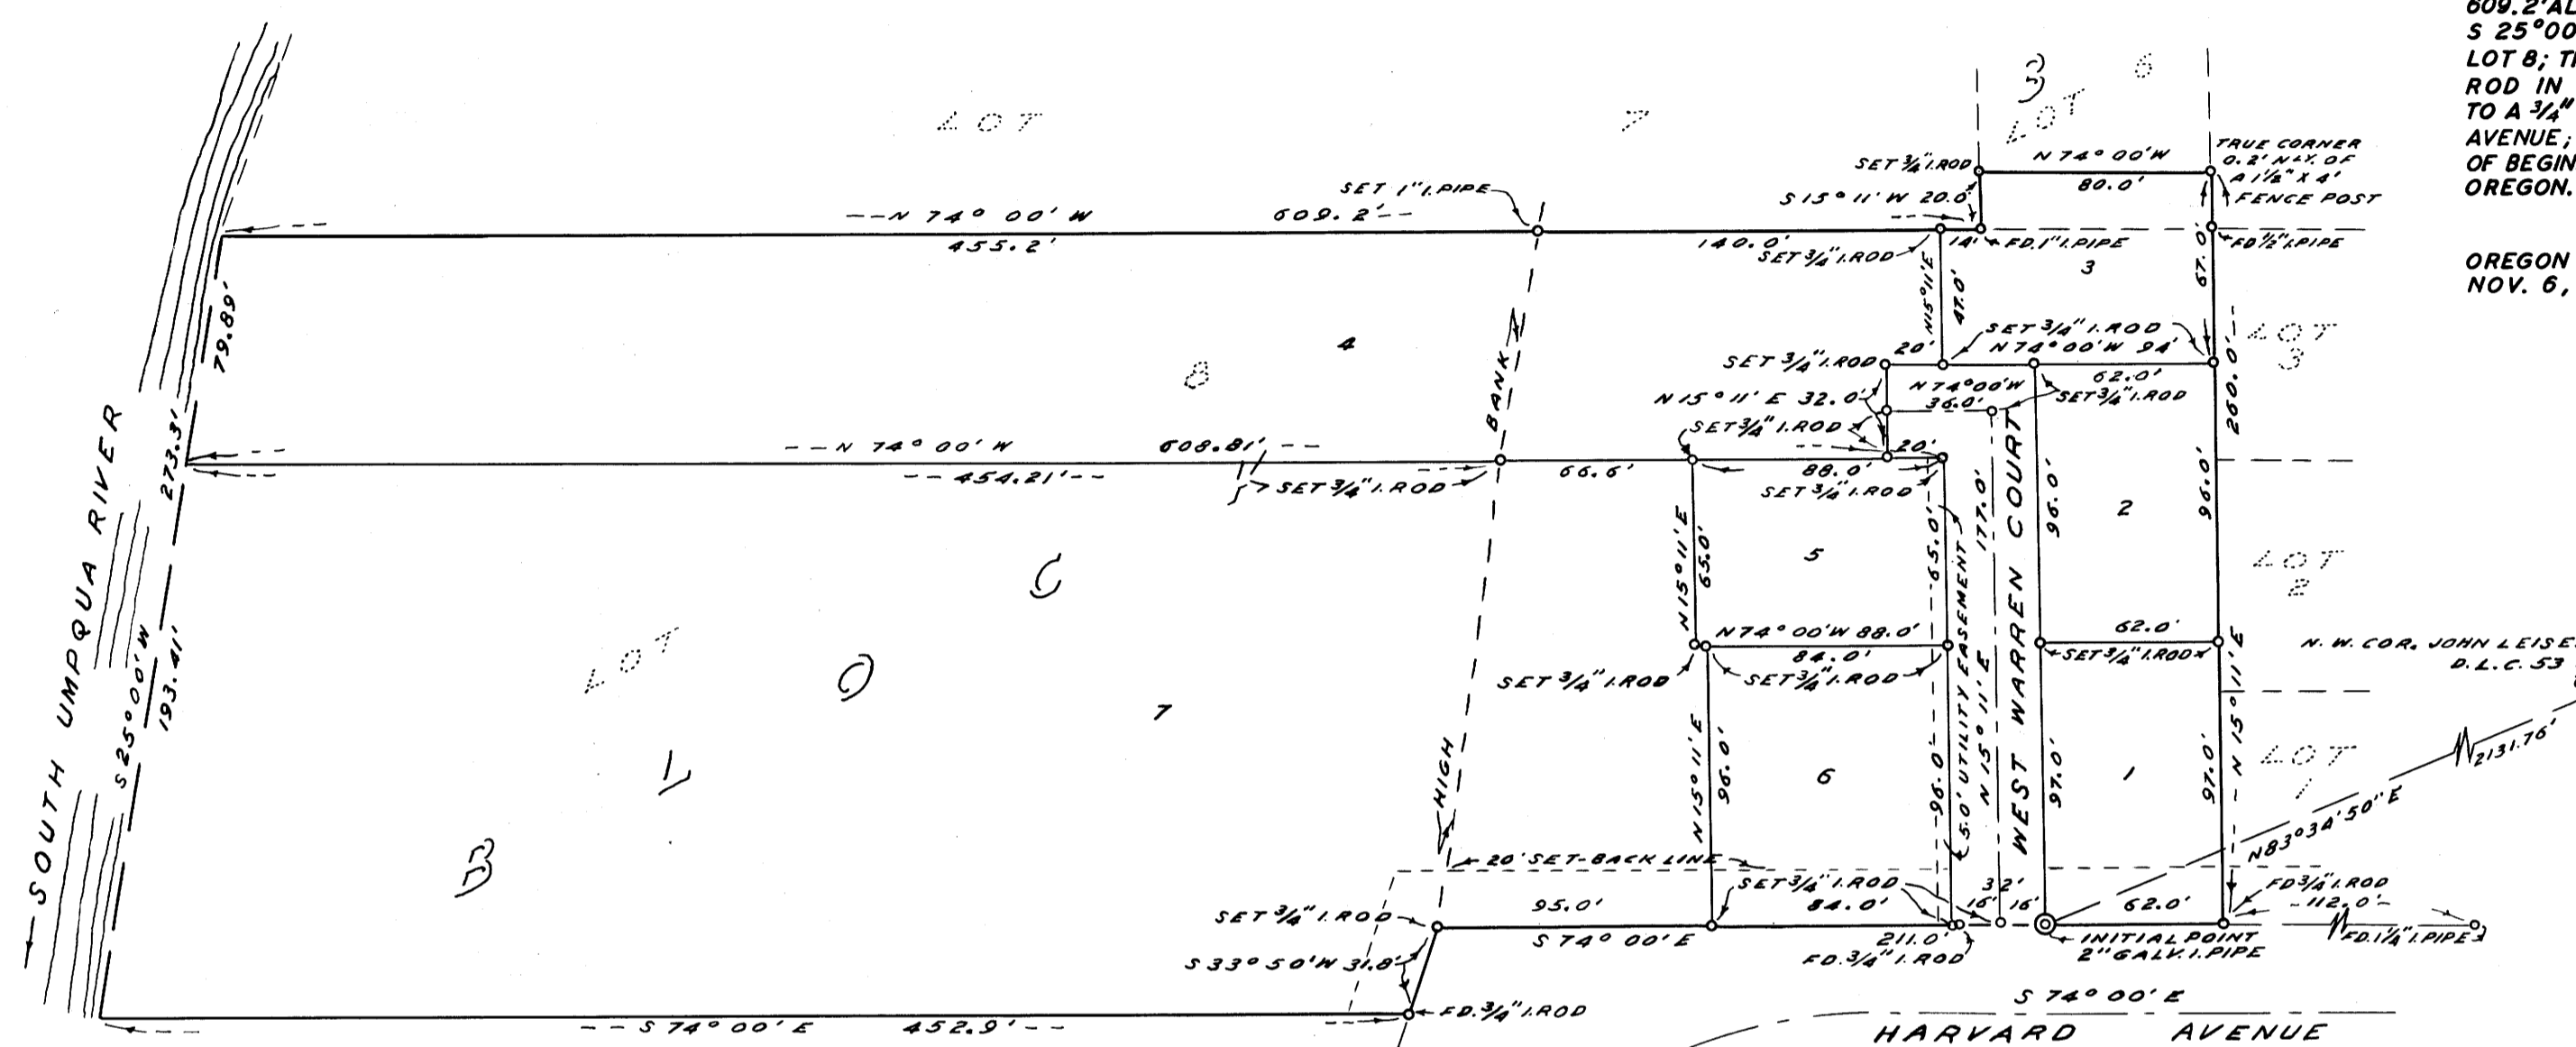 609.2' AL
S 25°00
LOT 8; TH
ROD IN
TO A 3/4"
AVENUE;
OF BEGIN
OREGON.
OREGON
NOV. 6,
LOT 7
B
LOT 6
TRUE CORNER
0.2' N'LY. OF
A 1 1/2" X 4'
FENCE POST
SET 3/4" I. ROD
N 74° 00' W
80.0'
SET 1" I. PIPE
S 15° 11' W 20.0'
--N 74° 00' W 609.2'--
455.2'
140.0'
SET 3/4" I. ROD
14'
FD. 1" I. PIPE
FD 1/2" I. PIPE
3
67.0'
N 15° 11' E
47.0'
79.89'
4
8
BANK
SET 3/4" I. ROD
20'
N 74° 00' W 94'
SET 3/4" I. ROD
62.0'
LOT
3
260.0'
N 74° 00' W
SET 3/4" I. ROD
N 15° 11' E 32.0'
36.0'
SET 3/4" I. ROD
--N 74° 00' W 608.81'--
20'
273.3'
--454.21'--
SET 3/4" I. ROD
66.6'
88.0'
SET 3/4" I. ROD
SOUTH UMPQUA RIVER
S 25° 00' W
193.41'
N 15° 11' E
65.0'
5
65.0'
5.0' UTILITY EASEMENT
177.0'
N 15° 11' E
WEST WARREN COURT
96.0'
2
96.0'
LOT
2
BLOC
LOT
7
N 74° 00' W 88.0'
84.0'
SET 3/4" I. ROD
SET 3/4" I. ROD
62.0'
SET 3/4" I. ROD
N. W. COR. JOHN LEISE
D. L. C. 53
N 15° 11' E
HIGH
N 15° 11' E
96.0'
6
96.0'
97.0'
1
97.0'
LOT
1
2131.76'
N 83° 34' 50" E
20' SET-BACK LINE
SET 3/4" I. ROD
32'
FD 3/4" I. ROD
SET 3/4" I. ROD
95.0'
84.0'
16'
16'
62.0'
-112.0'-
S 74° 00' E
211.0'
INITIAL POINT
2" GALV. I. PIPE
FD. 1 1/4" I. PIPE
S 33° 50' W 31.8'
FD. 3/4" I. ROD
S 74° 00' E
FD. 3/4" I. ROD
--S 74° 00' E 452.9'--
HARVARD AVENUE